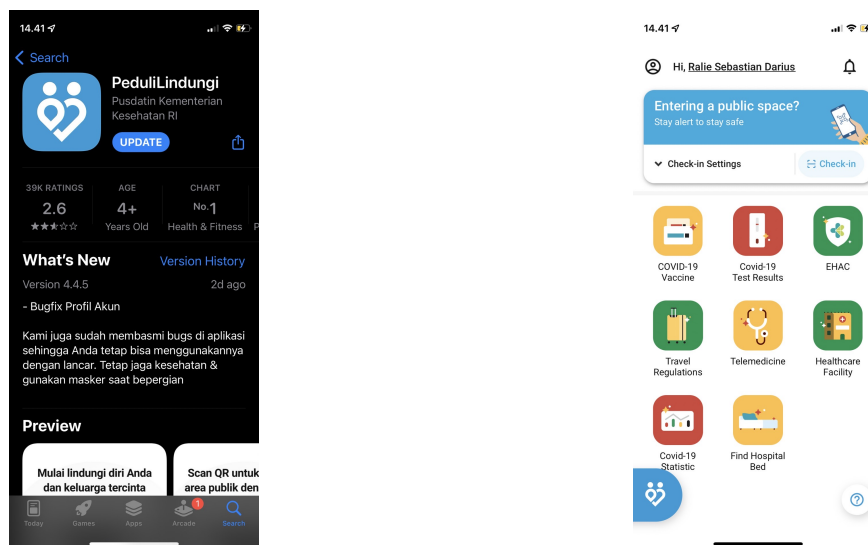 14.41
Search
PeduliLindungi
Pusdatin Kementerian
Kesehatan RI
UPDATE
39K RATINGS
2.6
AGE
4+
Years Old
CHART
No.1
Health & Fitness
What's New
Version History
Version 4.4.5
2d ago
- Bugfix Profil Akun
Kami juga sudah membasmi bugs di aplikasi
sehingga Anda tetap bisa menggunakannya
dengan lancar. Tetap jaga kesehatan &
gunakan masker saat bepergian
Preview
Mulai lindungi diri Anda
dan keluarga tercinta
Scan QR untuk
area publik den
Today
Games
Apps
Arcade
1
Search
14.41
Hi, Ralie Sebastian Darius
Entering a public space?
Stay alert to stay safe
Check-in Settings
Check-in
COVID-19
Vaccine
Covid-19
Test Results
EHAC
Travel
Regulations
Telemedicine
Healthcare
Facility
Covid-19
Statistic
Find Hospital
Bed